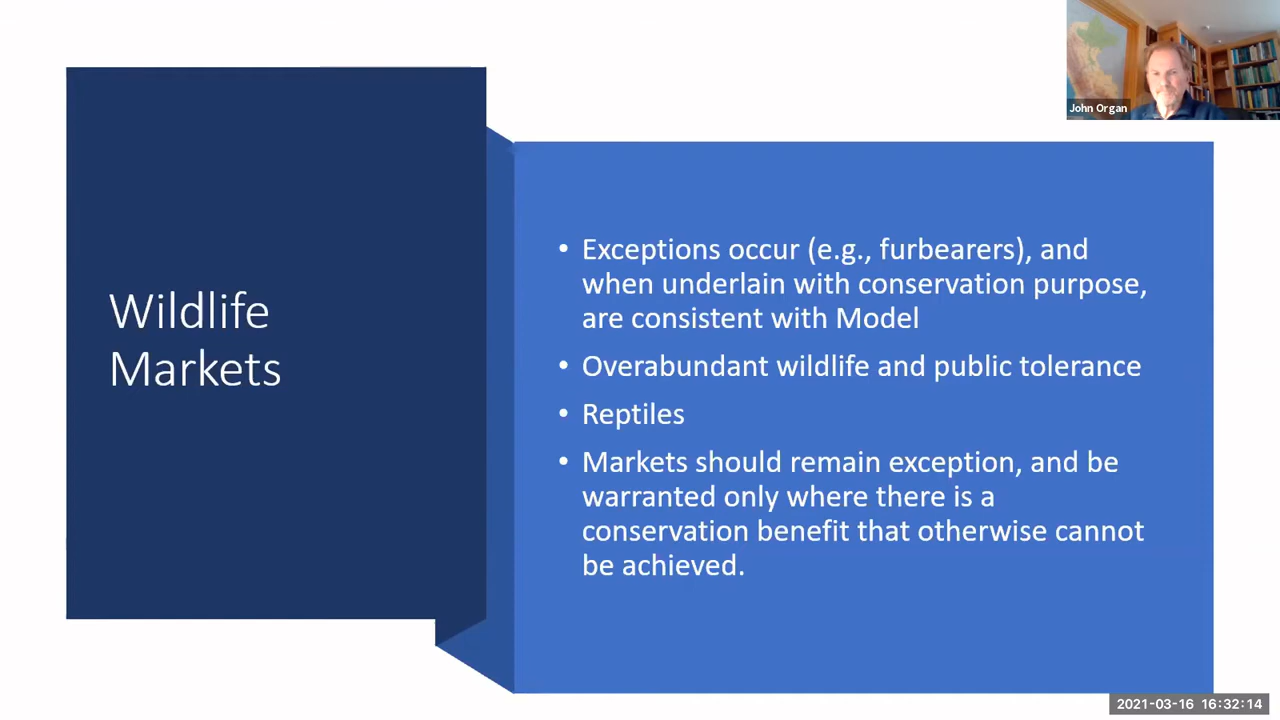 John Organ
Wildlife
Markets
• Exceptions occur (e.g., furbearers), and
when underlain with conservation purpose,
are consistent with Model
• Overabundant wildlife and public tolerance
• Reptiles
• Markets should remain exception, and be
warranted only where there is a
conservation benefit that otherwise cannot
be achieved.
2021-03-16 16:32:14